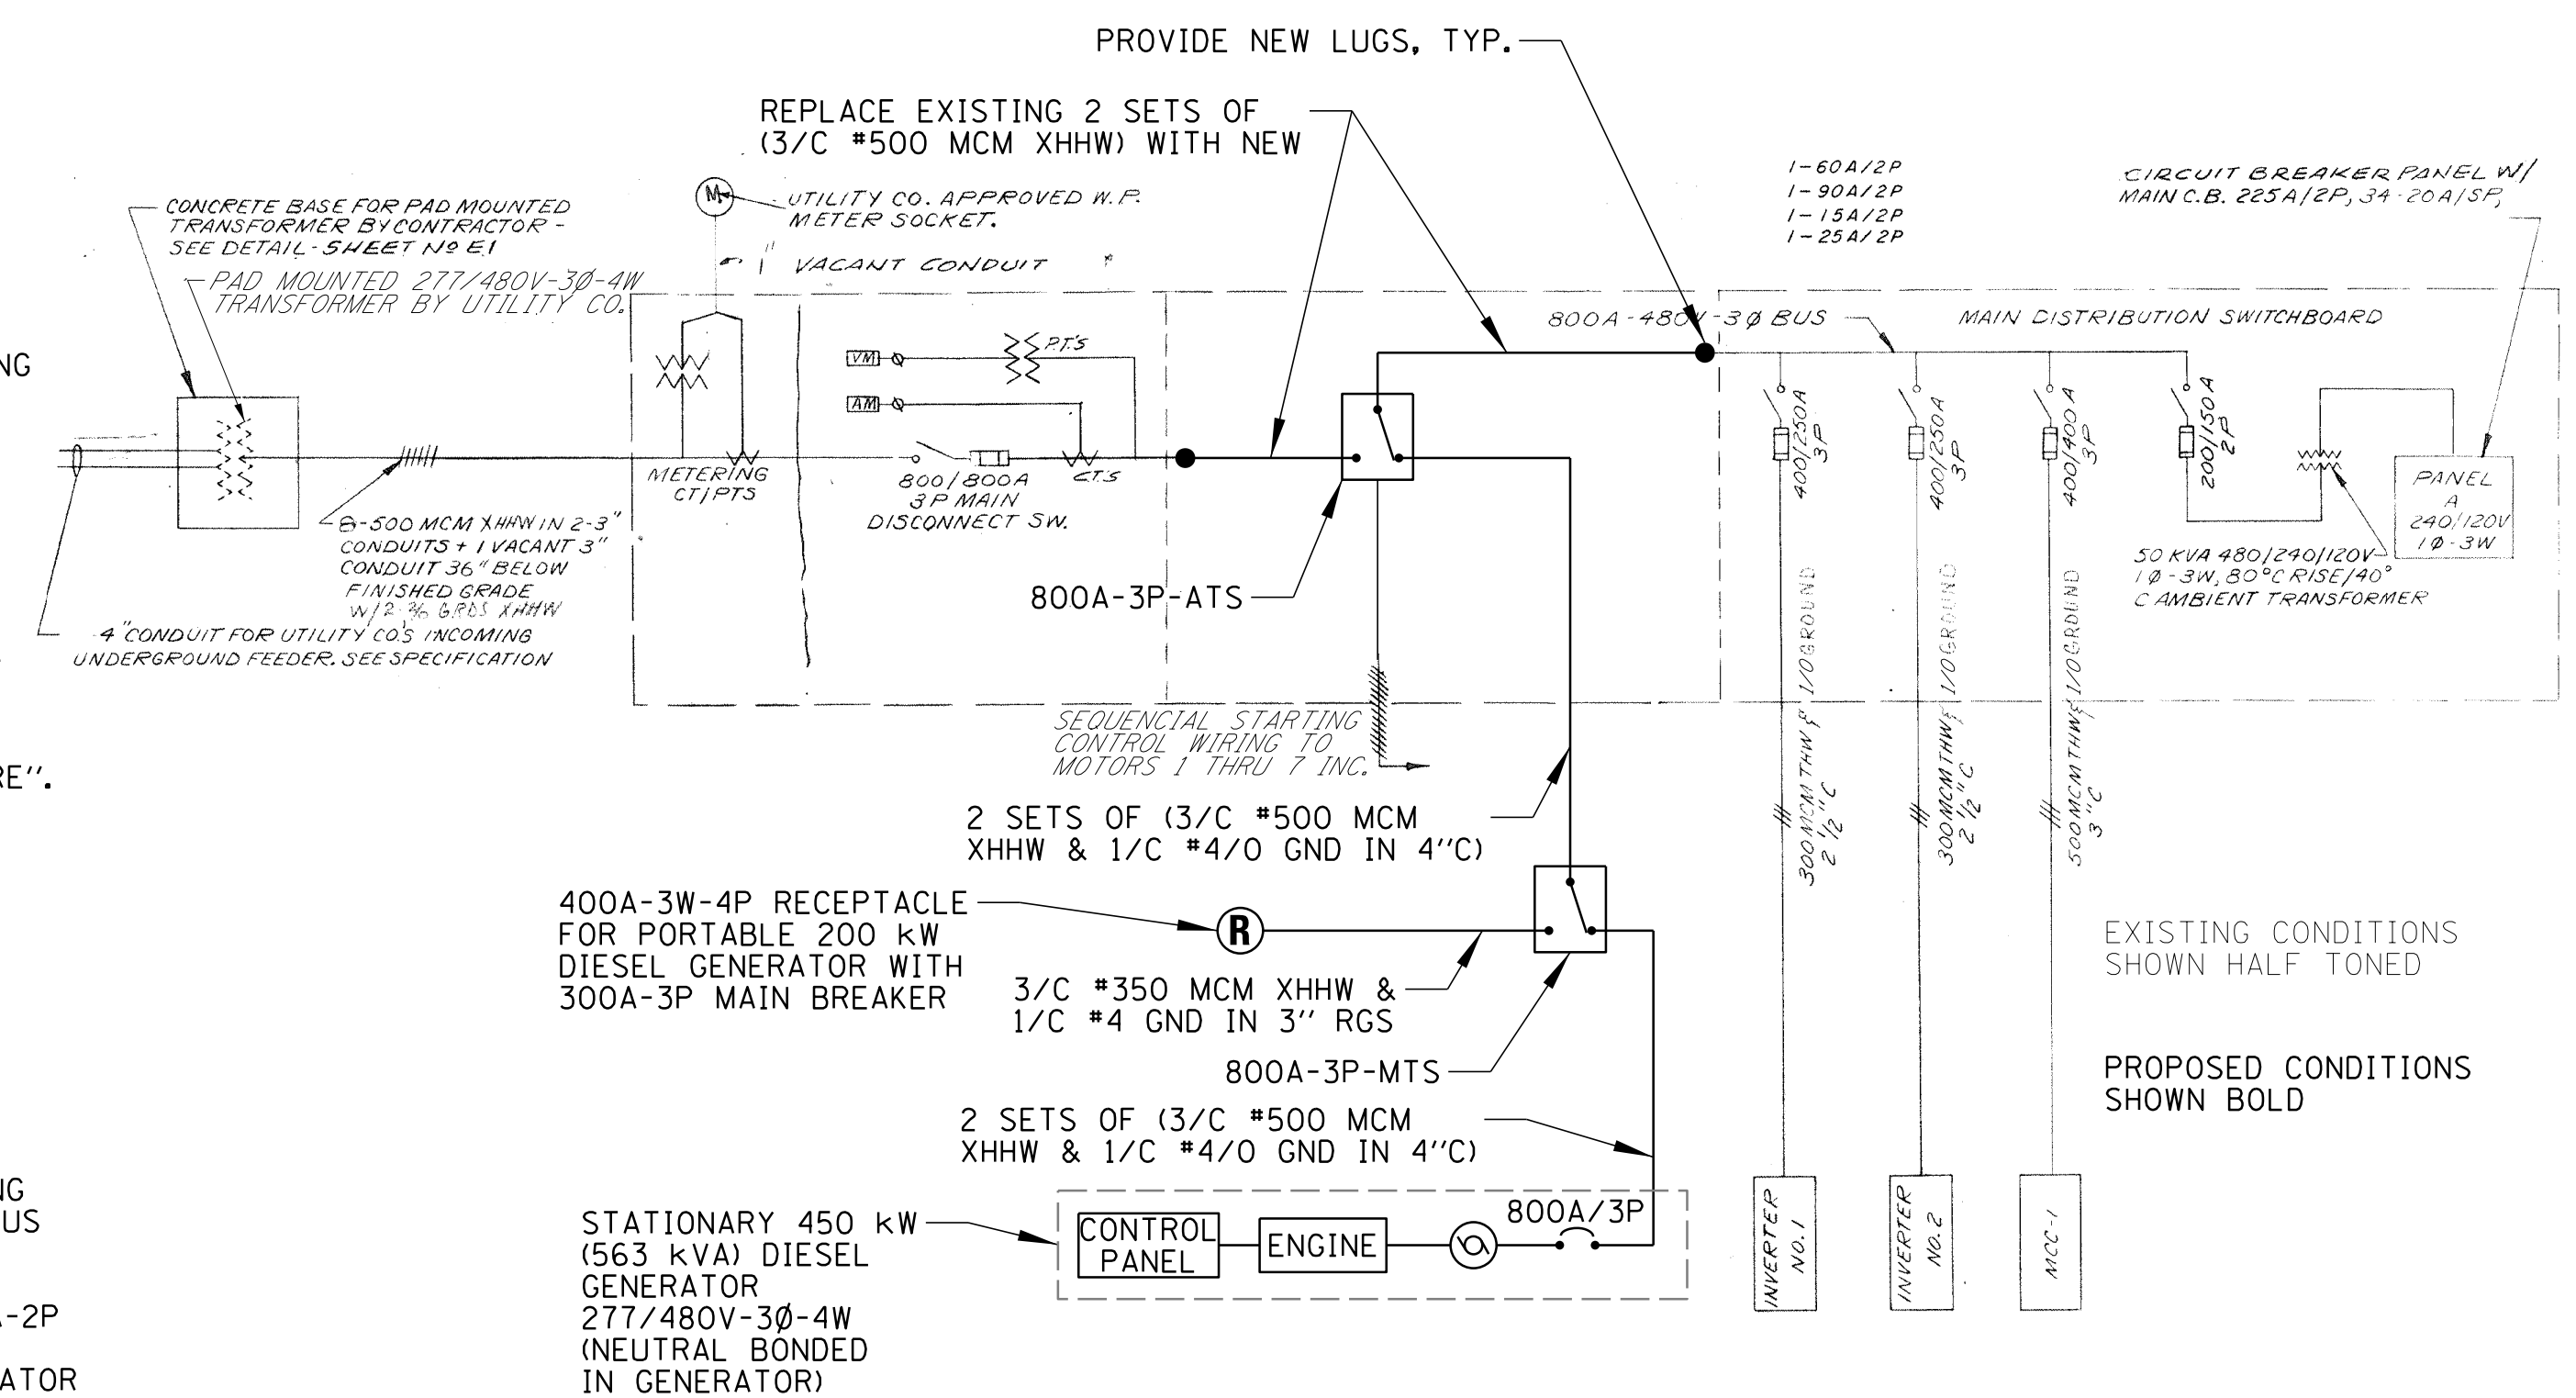 PROVIDE NEW LUGS, TYP.
REPLACE EXISTING 2 SETS OF
(3/C #500 MCM XHHW) WITH NEW
1-60A/2P
1-90A/2P
1-15A/2P
1-25A/2P
CIRCUIT BREAKER PANEL W/
MAIN C.B. 225A/2P, 34-20A/SP,
CONCRETE BASE FOR PAD MOUNTED
TRANSFORMER BY CONTRACTOR -
SEE DETAIL - SHEET Nº E1
PAD MOUNTED 277/480V-3Ø-4W
TRANSFORMER BY UTILITY CO.
M
UTILITY CO. APPROVED W.P.
METER SOCKET.
1" VACANT CONDUIT
800A-480V-3Ø BUS
MAIN DISTRIBUTION SWITCHBOARD
NG
VM
P.T.'S
AM
METERING
CT/PTS
800/800A
3P MAIN
DISCONNECT SW.
C.T.'S
400/250A
3P
400/250A
3P
400/400A
3P
200/150A
2P
PANEL
A
240/120V
1Ø-3W
8-500 MCM XHHW IN 2-3"
CONDUITS + 1 VACANT 3"
CONDUIT 36" BELOW
FINISHED GRADE
GRDS XHHW
4" CONDUIT FOR UTILITY CO'S INCOMING
UNDERGROUND FEEDER. SEE SPECIFICATION
800A-3P-ATS
50 KVA 480/240/120V
1Ø-3W, 80°C RISE/40°
C AMBIENT TRANSFORMER
SEQUENCIAL STARTING
CONTROL WIRING TO
MOTORS 1 THRU 7 INC.
RE".
2 SETS OF (3/C #500 MCM
XHHW & 1/C #4/0 GND IN 4"C)
300 MCM THW & 1/0 GROUND
2 1/2" C
300 MCM THW & 1/0 GROUND
2 1/2" C
500 MCM THW & 1/0 GROUND
3" C
400A-3W-4P RECEPTACLE
FOR PORTABLE 200 kW
DIESEL GENERATOR WITH
300A-3P MAIN BREAKER
R
3/C #350 MCM XHHW &
1/C #4 GND IN 3" RGS
800A-3P-MTS
EXISTING CONDITIONS
SHOWN HALF TONED
PROPOSED CONDITIONS
SHOWN BOLD
2 SETS OF (3/C #500 MCM
XHHW & 1/C #4/0 GND IN 4"C)
NG
US
A-2P
ATOR
STATIONARY 450 kW
(563 kVA) DIESEL
GENERATOR
277/480V-3Ø-4W
(NEUTRAL BONDED
IN GENERATOR)
CONTROL
PANEL
ENGINE
800A/3P
INVERTER
NO. 1
INVERTER
NO. 2
MCC-1